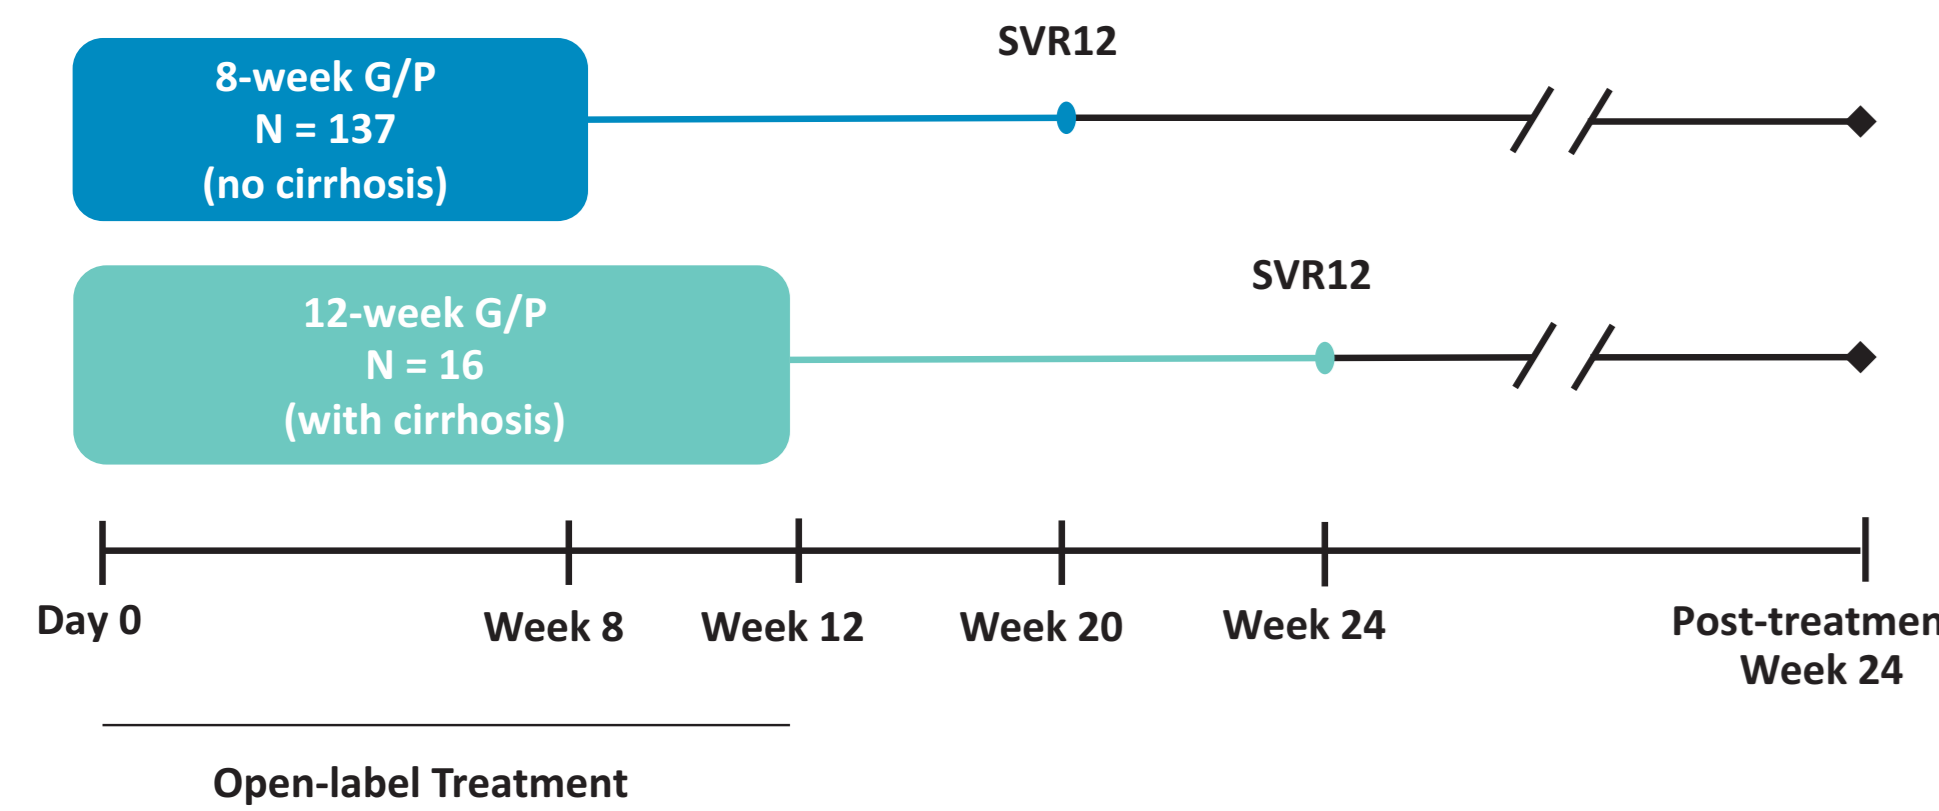 SVR12
8-week G/P
N = 137
(no cirrhosis)
SVR12
12-week G/P
N = 16
(with cirrhosis)
Day 0
Week 8
Week 12
Week 20
Week 24
Post-treatmen
Week 24
Open-label Treatment